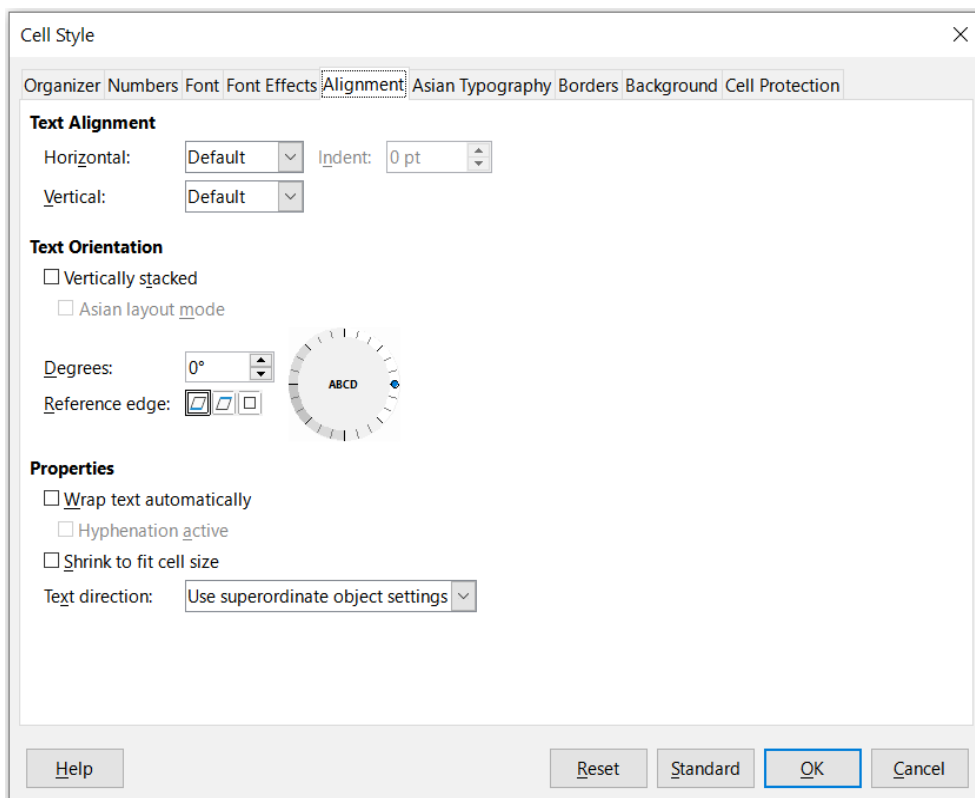 Cell Style
Organizer Numbers Font Font Effects Alignment Asian Typography Borders Background Cell Protection
Text Alignment
Horizontal: Default Indent: 0 pt
Vertical: Default
Text Orientation
Vertically stacked
Asian layout mode
Degrees: 0° ABCD
Reference edge:
Properties
Wrap text automatically
Hyphenation active
Shrink to fit cell size
Text direction: Use superordinate object settings
Help Reset Standard OK Cancel